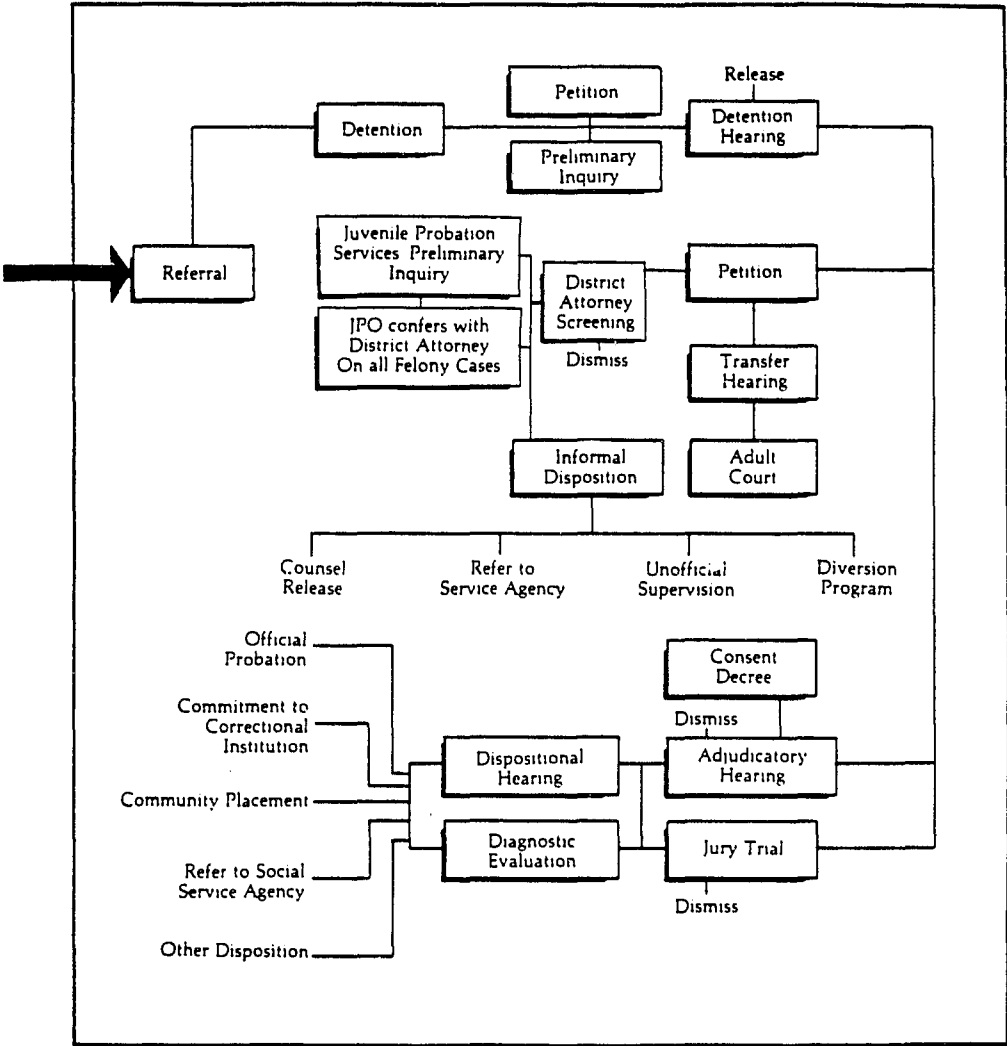 Release
Petition
Detention
Detention
Hearing
Preliminary
Inquiry
Referral
Juvenile Probation
Services Preliminary
Inquiry
District
Attorney
Screening
Petition
JPO confers with
District Attorney
On all Felony Cases
Dismiss
Transfer
Hearing
Informal
Disposition
Adult
Court
Counsel
Release
Refer to
Service Agency
Unofficial
Supervision
Diversion
Program
Official
Probation
Consent
Decree
Commitment to
Correctional
Institution
Dismiss
Dispositional
Hearing
Adjudicatory
Hearing
Community Placement
Diagnostic
Evaluation
Jury Trial
Refer to Social
Service Agency
Dismiss
Other Disposition